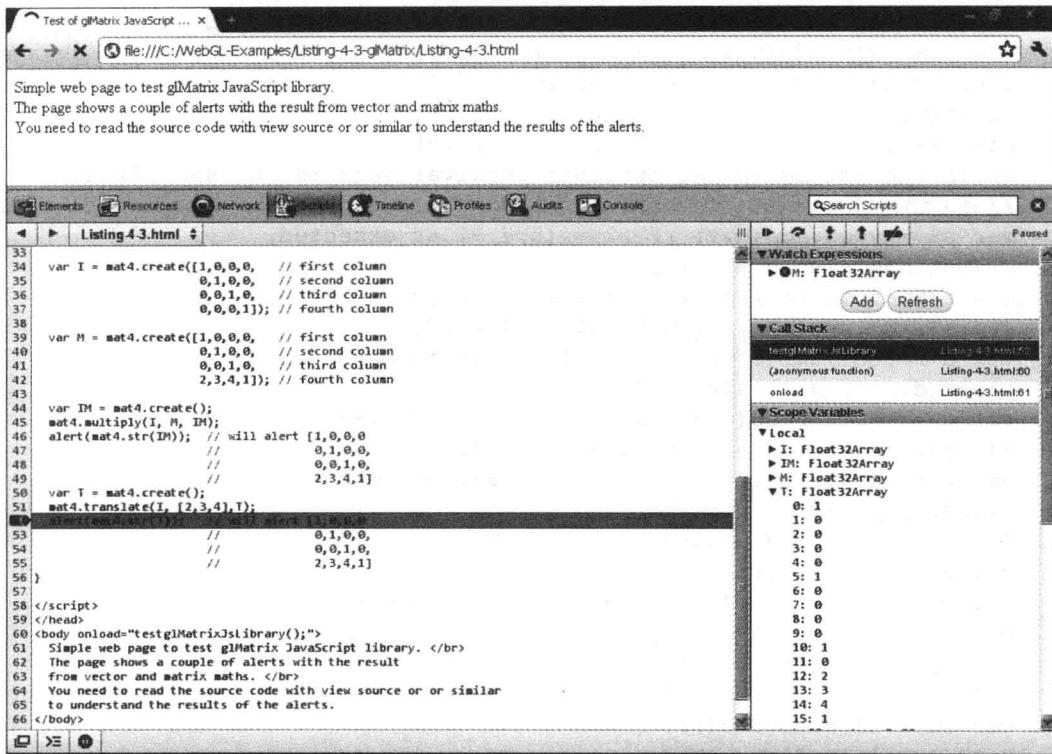 Test of glMatrix JavaScript ... ×
file:///C:/WebGL-Examples/Listing-4-3-glMatrix/Listing-4-3.html
Simple web page to test glMatrix JavaScript library.
The page shows a couple of alerts with the result from vector and matrix maths.
You need to read the source code with view source or or similar to understand the results of the alerts.
Elements Resources Network Scripts Timeline Profiles Audits Console Search Scripts
Listing-4-3.html Paused
33
34 var I = mat4.create([1,0,0,0, // first column
35 0,1,0,0, // second column
36 0,0,1,0, // third column
37 0,0,0,1]); // fourth column
38
39 var M = mat4.create([1,0,0,0, // first column
40 0,1,0,0, // second column
41 0,0,1,0, // third column
42 2,3,4,1]); // fourth column
43
44 var IM = mat4.create();
45 mat4.multiply(I, M, IM);
46 alert(mat4.str(IM)); // will alert [1,0,0,0
47 // 0,1,0,0,
48 // 0,0,1,0,
49 // 2,3,4,1]
50 var T = mat4.create();
51 mat4.translate(I, [2,3,4],T);
alert(mat4.str(T)); // will alert [1,0,0,0
53 // 0,1,0,0,
54 // 0,0,1,0,
55 // 2,3,4,1]
56 }
57
58 </script>
59 </head>
60 <body onload="testglMatrixJsLibrary();">
61 Simple web page to test glMatrix JavaScript library. </br>
62 The page shows a couple of alerts with the result
63 from vector and matrix maths. </br>
64 You need to read the source code with view source or or similar
65 to understand the results of the alerts.
66 </body>
Watch Expressions
M: Float32Array
Add Refresh
Call Stack
testglMatrixJsLibrary Listing-4-3.html:52
(anonymous function) Listing-4-3.html:60
onload Listing-4-3.html:61
Scope Variables
Local
I: Float32Array
IM: Float32Array
M: Float32Array
T: Float32Array
0: 1
1: 0
2: 0
3: 0
4: 0
5: 1
6: 0
7: 0
8: 0
9: 0
10: 1
11: 0
12: 2
13: 3
14: 4
15: 1